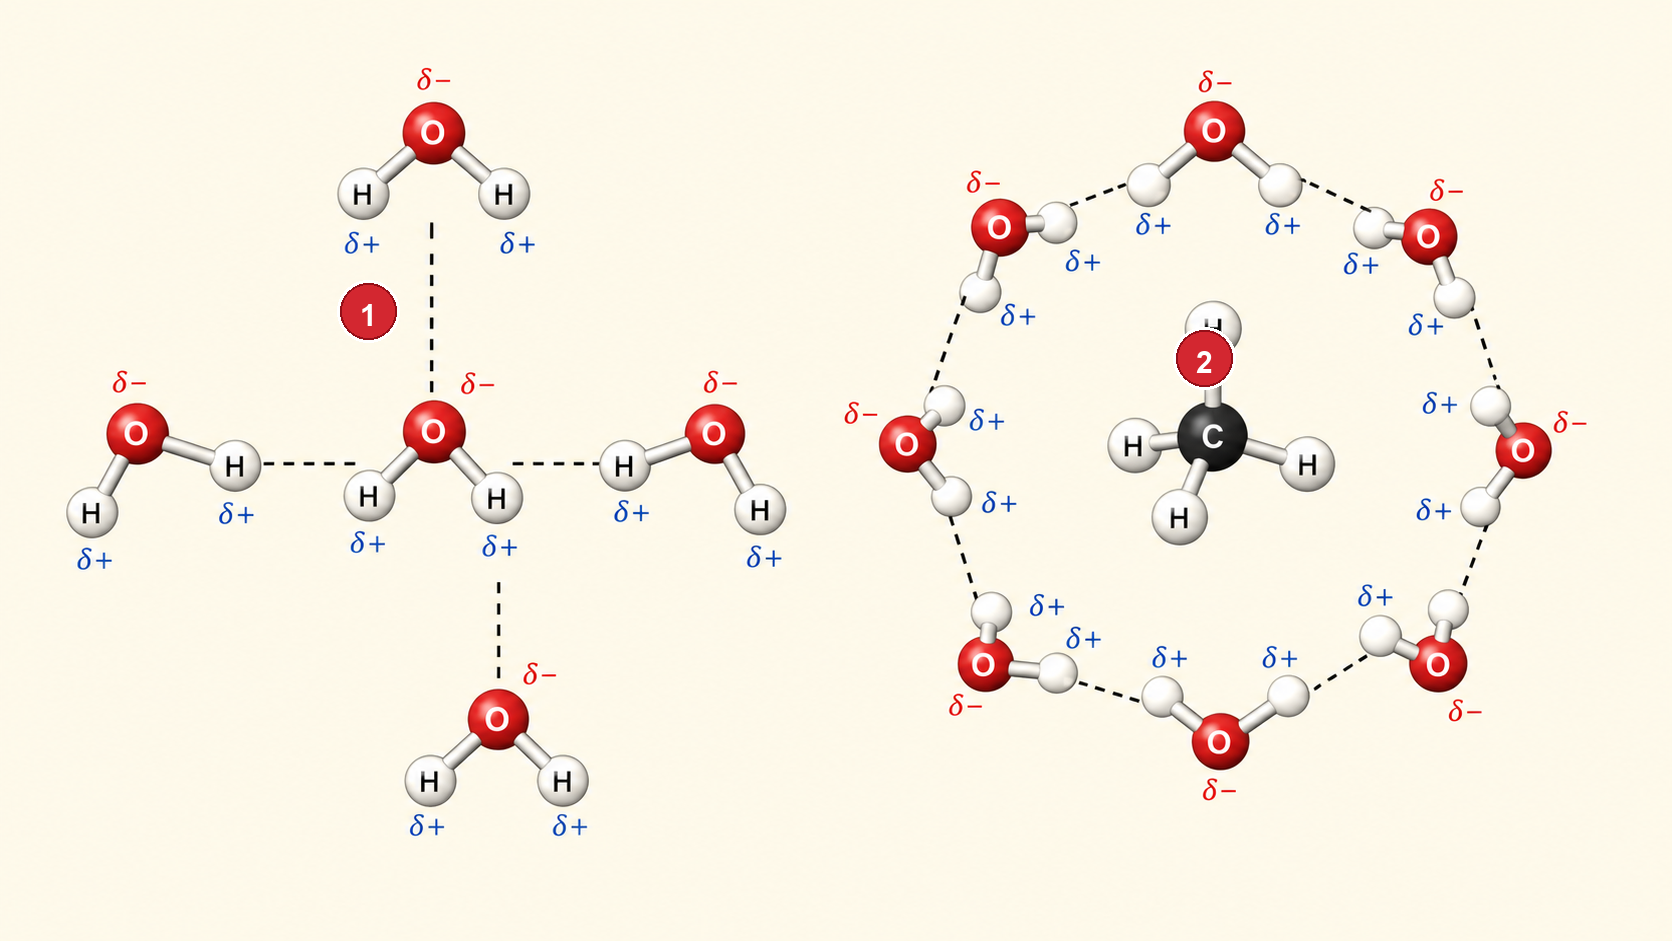 δ−
O
H H
δ+ δ+
1
δ− δ− δ−
O O O
H H H
H H H
δ+ δ+ δ+
δ+ δ+ δ+
δ−
O
H H
δ+ δ+
δ−
O
δ− δ−
O O
δ+ δ+
δ+ δ+
δ+ δ+
H
2
δ− δ+ δ+ δ−
O C O
H H
H
δ+ δ+
δ+ δ+
δ+ δ+ δ+
O O
δ− δ−
O
δ−